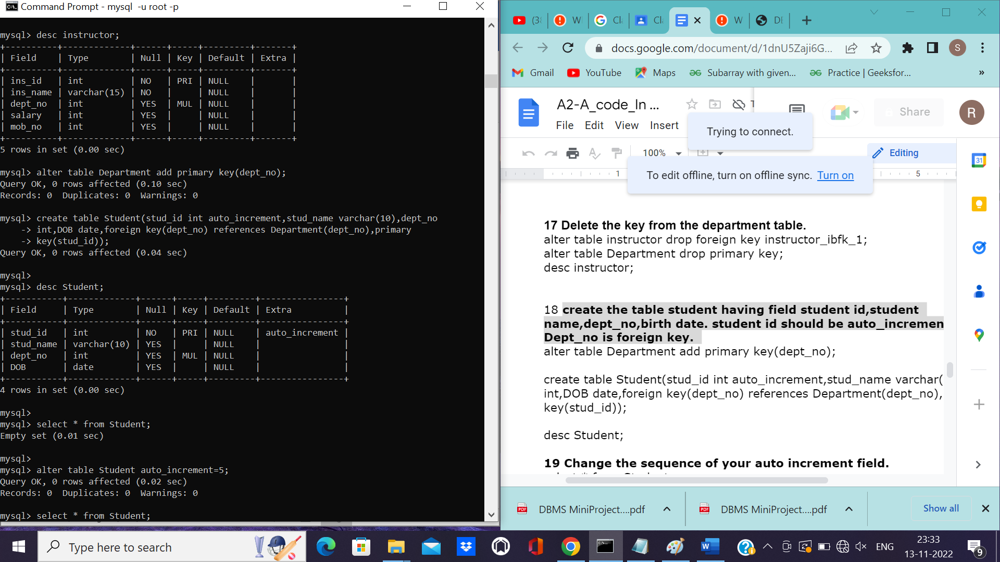 Command Prompt - mysql  -u root -p
mysql> desc instructor;
+----------+-------------+------+-----+---------+-------+
| Field    | Type        | Null | Key | Default | Extra |
+----------+-------------+------+-----+---------+-------+
| ins_id   | int         | NO   | PRI | NULL    |       |
| ins_name | varchar(15) | NO   |     | NULL    |       |
| dept_no  | int         | YES  | MUL | NULL    |       |
| salary   | int         | YES  |     | NULL    |       |
| mob_no   | int         | YES  |     | NULL    |       |
+----------+-------------+------+-----+---------+-------+
5 rows in set (0.00 sec)
mysql> alter table Department add primary key(dept_no);
Query OK, 0 rows affected (0.10 sec)
Records: 0  Duplicates: 0  Warnings: 0
mysql> create table Student(stud_id int auto_increment,stud_name varchar(10),dept_no
    -> int,DOB date,foreign key(dept_no) references Department(dept_no),primary
    -> key(stud_id));
Query OK, 0 rows affected (0.04 sec)
mysql>
mysql> desc Student;
+-----------+-------------+------+-----+---------+----------------+
| Field     | Type        | Null | Key | Default | Extra          |
+-----------+-------------+------+-----+---------+----------------+
| stud_id   | int         | NO   | PRI | NULL    | auto_increment |
| stud_name | varchar(10) | YES  |     | NULL    |                |
| dept_no   | int         | YES  | MUL | NULL    |                |
| DOB       | date        | YES  |     | NULL    |                |
+-----------+-------------+------+-----+---------+----------------+
4 rows in set (0.00 sec)
mysql>
mysql> select * from Student;
Empty set (0.01 sec)
mysql>
mysql> alter table Student auto_increment=5;
Query OK, 0 rows affected (0.02 sec)
Records: 0  Duplicates: 0  Warnings: 0
mysql> select * from Student;
docs.google.com/document/d/1dnU5Zaji6G...
S
Gmail YouTube Maps Subarray with given... Practice | Geeksfor... »
A2-A_code_In ...
Share
R
File Edit View Insert
Trying to connect.
100%
Editing
To edit offline, turn on offline sync. Turn on
1 5
31
17 Delete the key from the department table.
alter table instructor drop foreign key instructor_ibfk_1;
alter table Department drop primary key;
desc instructor;
18 create the table student having field student id,student
name,dept_no,birth date. student id should be auto_incremen
Dept_no is foreign key.
alter table Department add primary key(dept_no);
create table Student(stud_id int auto_increment,stud_name varchar(
int,DOB date,foreign key(dept_no) references Department(dept_no),
key(stud_id));
desc Student;
19 Change the sequence of your auto increment field.
PDF DBMS MiniProject....pdf PDF DBMS MiniProject....pdf Show all
Type here to search
W
ENG
23:33
13-11-2022
9